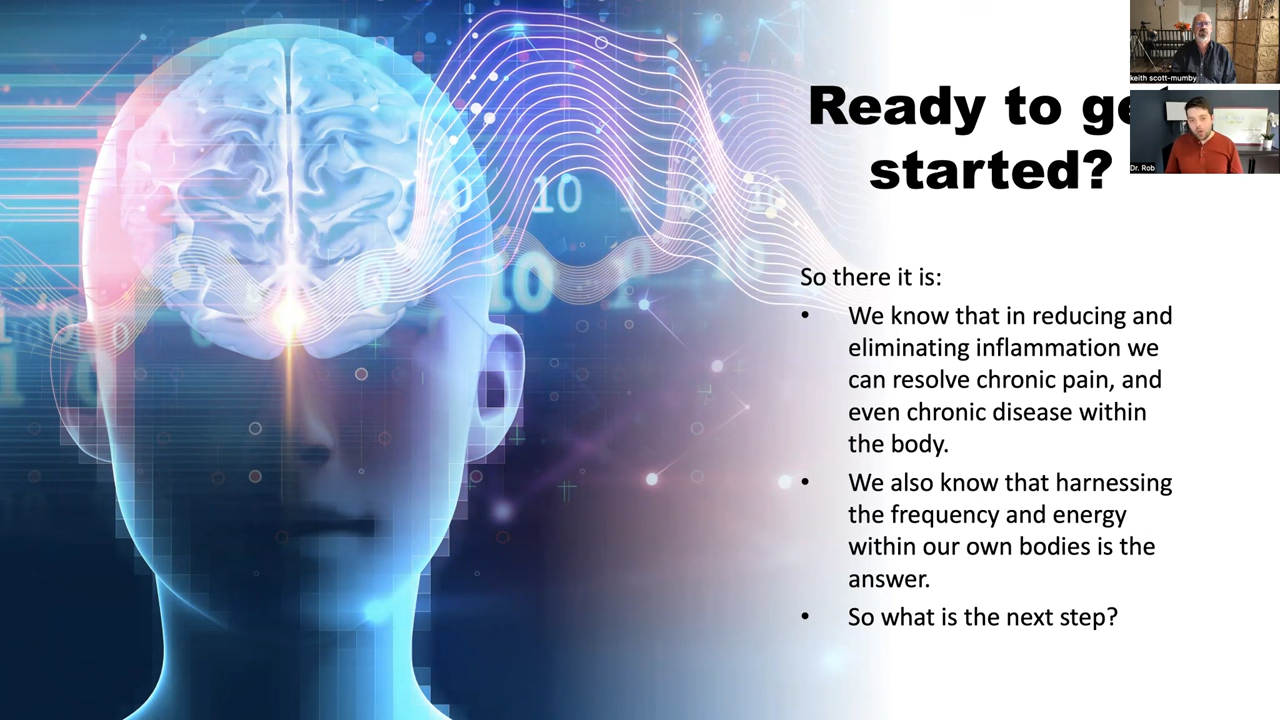 keith scott-mumby
Dr. Rob
Ready to ge
started?
10
10
So there it is:
• We know that in reducing and
eliminating inflammation we
can resolve chronic pain, and
even chronic disease within
the body.
• We also know that harnessing
the frequency and energy
within our own bodies is the
answer.
• So what is the next step?